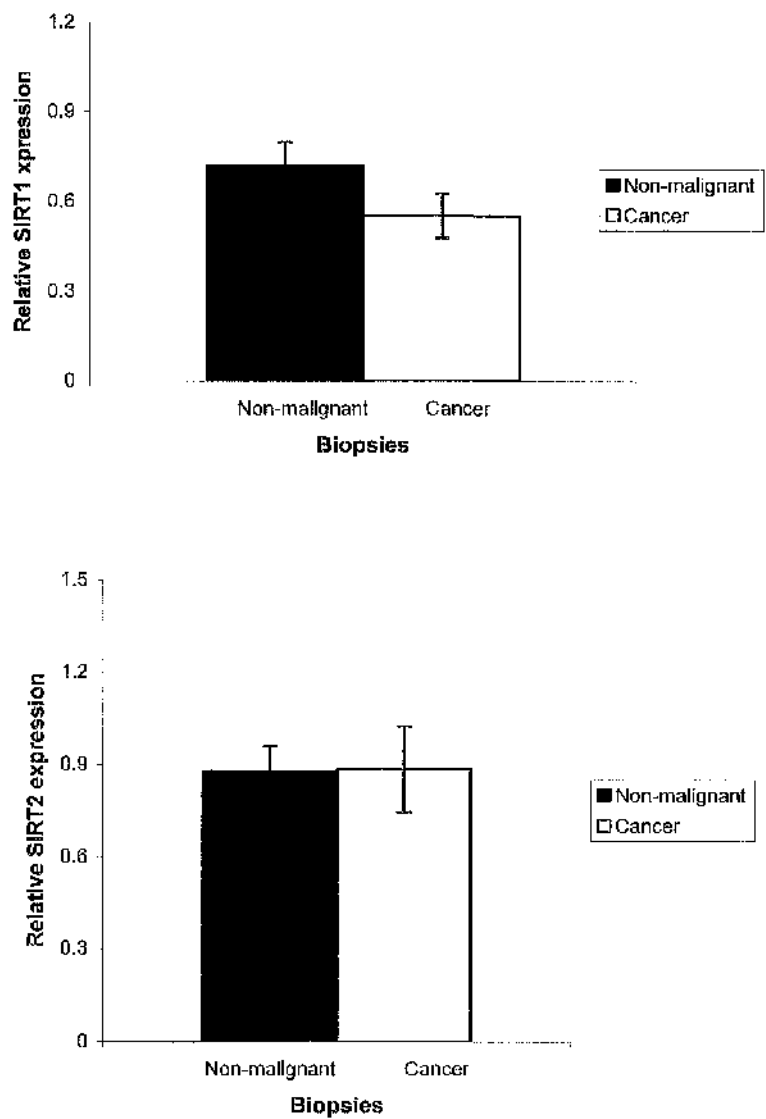 1.2
0.9
0.6
0.3
0
Relative SIRT1 xpression
Non-malignant
Cancer
Non-malignant Cancer
Biopsies
1.5
1.2
0.9
0.6
0.3
0
Relative SIRT2 expression
Non-malignant
Cancer
Non-malignant Cancer
Biopsies